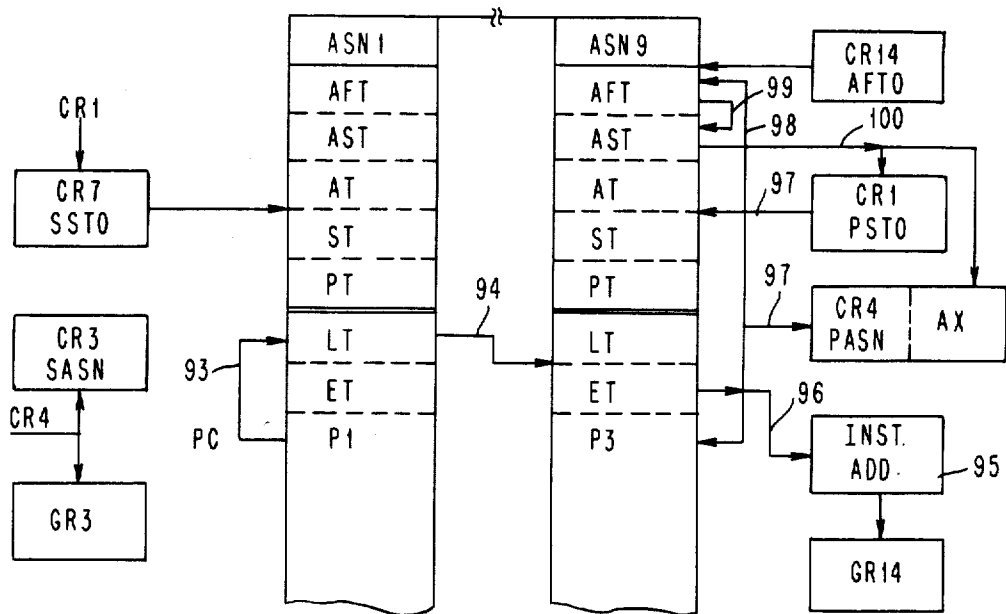 ASN1
ASN9
CR14
AFTO
AFT
AFT
99
98
CR1
AST
AST
100
CR7
SSTO
AT
AT
97
CR1
PSTO
ST
ST
PT
PT
94
97
CR4
PASN
AX
CR3
SASN
93
LT
LT
ET
ET
96
CR4
PC
P1
P3
INST.
ADD.
95
GR3
GR14